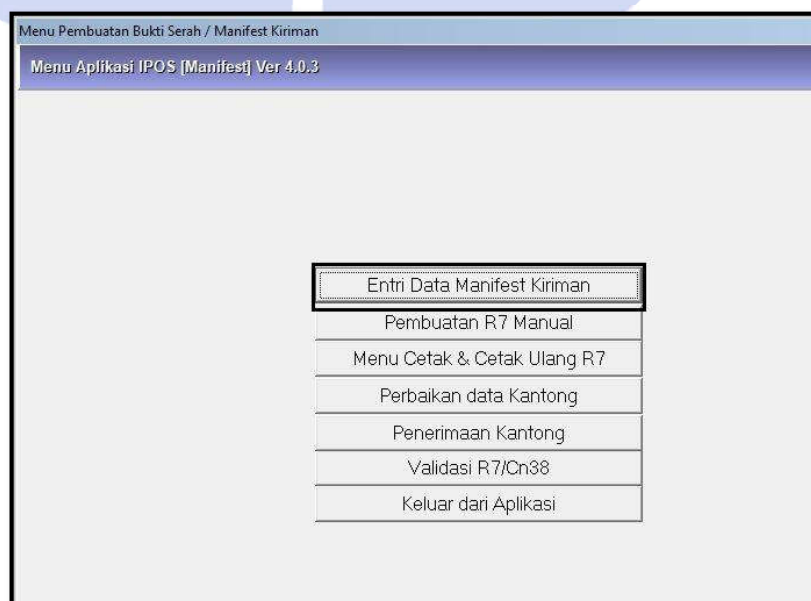 Menu Pembuatan Bukti Serah / Manifest Kiriman
Menu Aplikasi IPOS [Manifest] Ver 4.0.3
Entri Data Manifest Kiriman
Pembuatan R7 Manual
Menu Cetak & Cetak Ulang R7
Perbaikan data Kantong
Penerimaan Kantong
Validasi R7/Cn38
Keluar dari Aplikasi